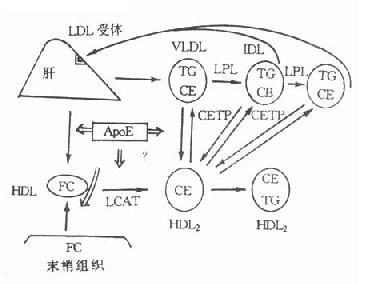 LDL 受体
VLDL
IDL
肝
TG
CE
LPL
TG
CE
LPL
TG
CE
CETP
CETP
ApoE
?
HDL
FC
LCAT
CE
CE
TG
HDL₂
HDL₂
FC
末梢组织